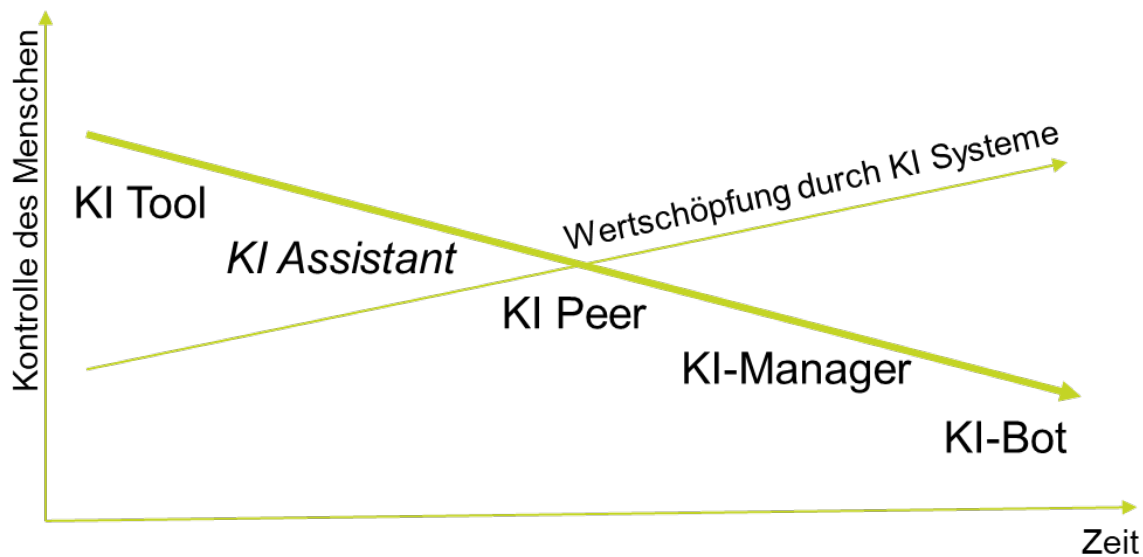 Kontrolle des Menschen
KI Tool
KI Assistant
Wertschöpfung durch KI Systeme
KI Peer
KI-Manager
KI-Bot
Zeit